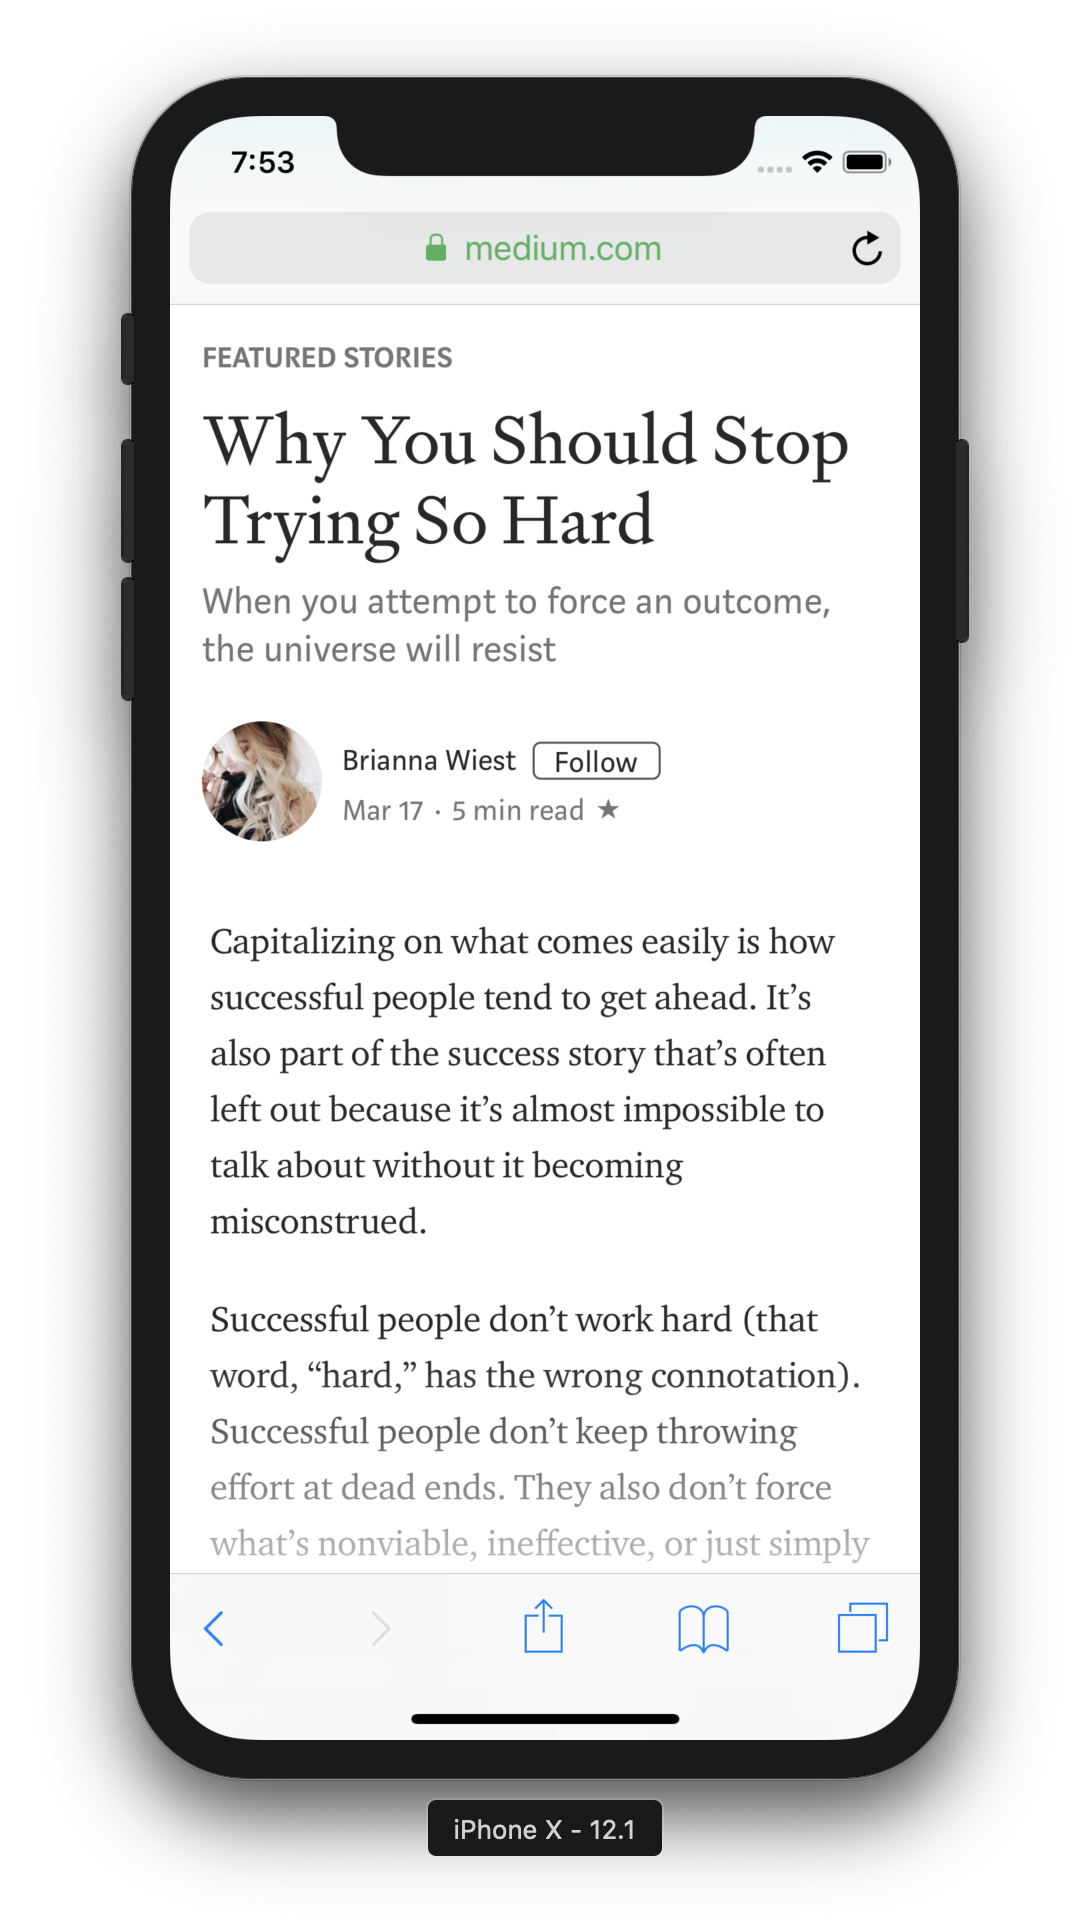 7:53
medium.com
FEATURED STORIES
Why You Should Stop
Trying So Hard
When you attempt to force an outcome,
the universe will resist
Brianna Wiest Follow
Mar 17 · 5 min read ★
Capitalizing on what comes easily is how
successful people tend to get ahead. It’s
also part of the success story that’s often
left out because it’s almost impossible to
talk about without it becoming
misconstrued.
Successful people don’t work hard (that
word, “hard,” has the wrong connotation).
Successful people don’t keep throwing
effort at dead ends. They also don’t force
what’s nonviable, ineffective, or just simply
iPhone X - 12.1